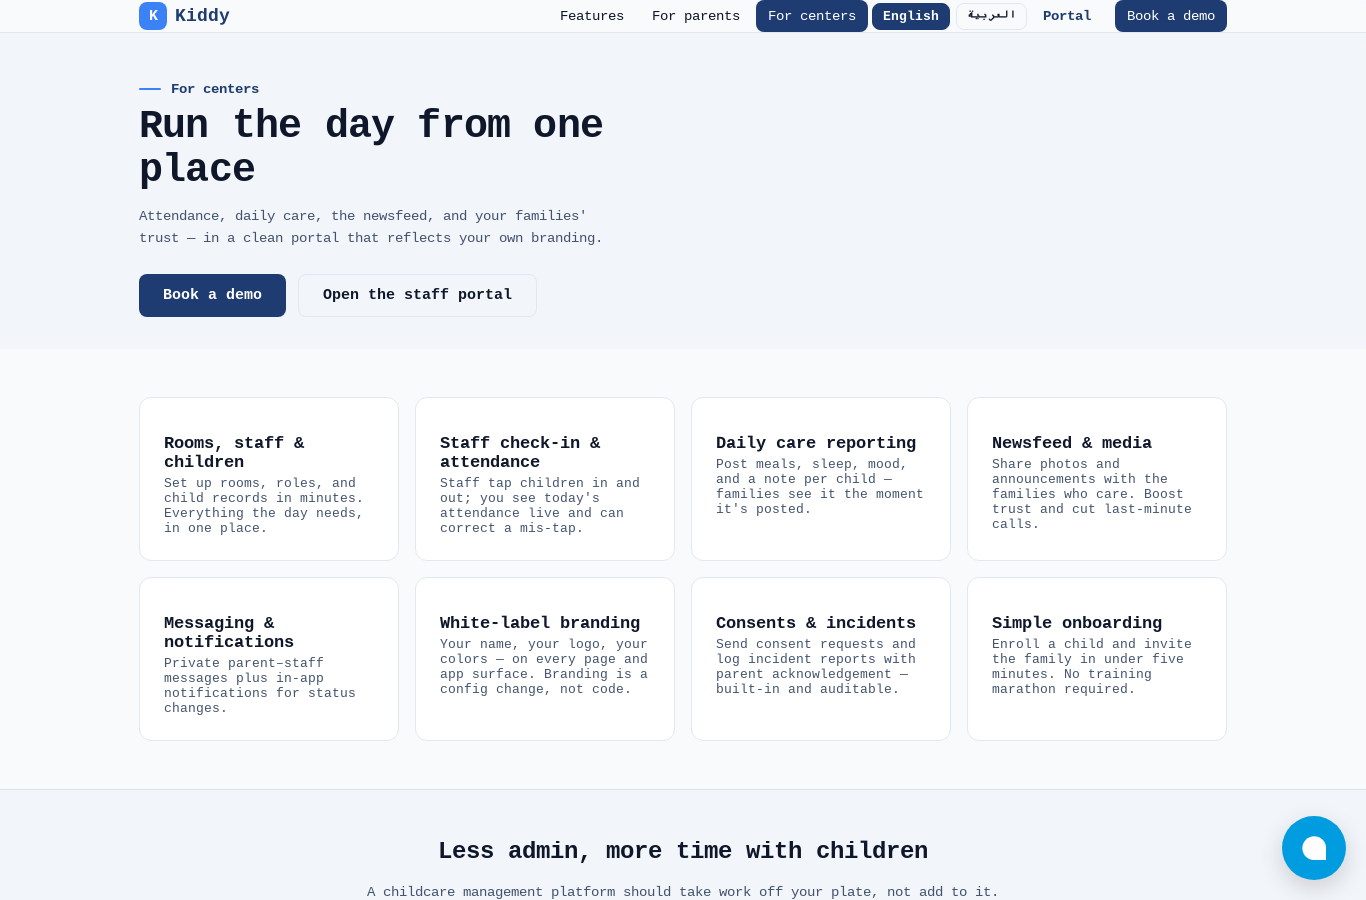 K Kiddy
Features For parents For centers English العربية Portal Book a demo
For centers
Run the day from one
place
Attendance, daily care, the newsfeed, and your families'
trust — in a clean portal that reflects your own branding.
Book a demo Open the staff portal
Rooms, staff &
children
Set up rooms, roles, and
child records in minutes.
Everything the day needs,
in one place.
Staff check-in &
attendance
Staff tap children in and
out; you see today's
attendance live and can
correct a mis-tap.
Daily care reporting
Post meals, sleep, mood,
and a note per child —
families see it the moment
it's posted.
Newsfeed & media
Share photos and
announcements with the
families who care. Boost
trust and cut last-minute
calls.
Messaging &
notifications
Private parent–staff
messages plus in-app
notifications for status
changes.
White-label branding
Your name, your logo, your
colors — on every page and
app surface. Branding is a
config change, not code.
Consents & incidents
Send consent requests and
log incident reports with
parent acknowledgement —
built-in and auditable.
Simple onboarding
Enroll a child and invite
the family in under five
minutes. No training
marathon required.
Less admin, more time with children
A childcare management platform should take work off your plate, not add to it.